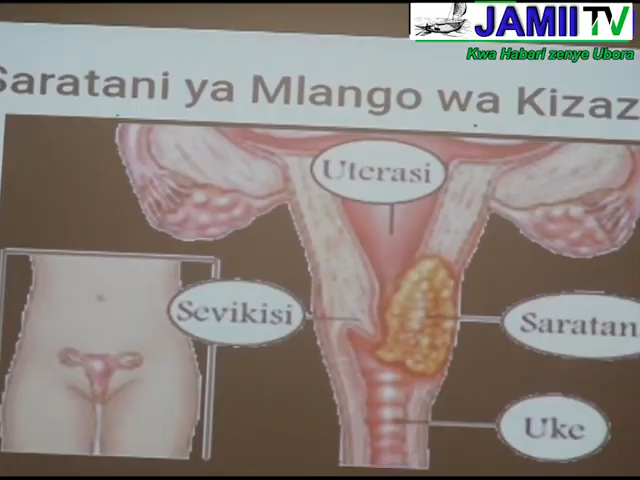 JAMII TV
Kwa Habari zenye Ubora
Saratani ya Mlango wa Kizaz
Uterasi
Sevikisi
Saratan
Uke